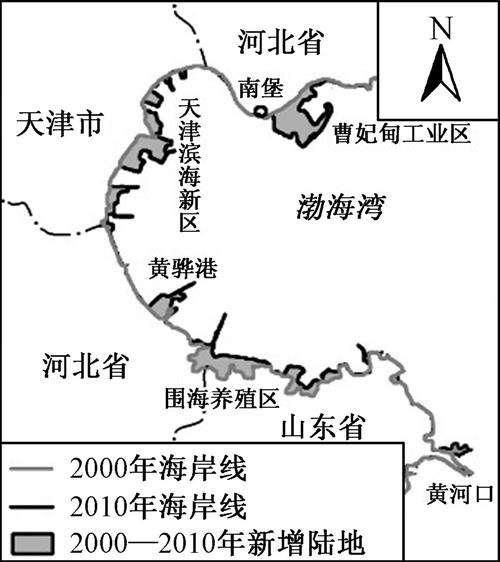 河北省
N
南堡
天津市
天津滨海新区
曹妃甸工业区
渤海湾
黄骅港
河北省
围海养殖区
山东省
黄河口
2000年海岸线
2010年海岸线
2000—2010年新增陆地